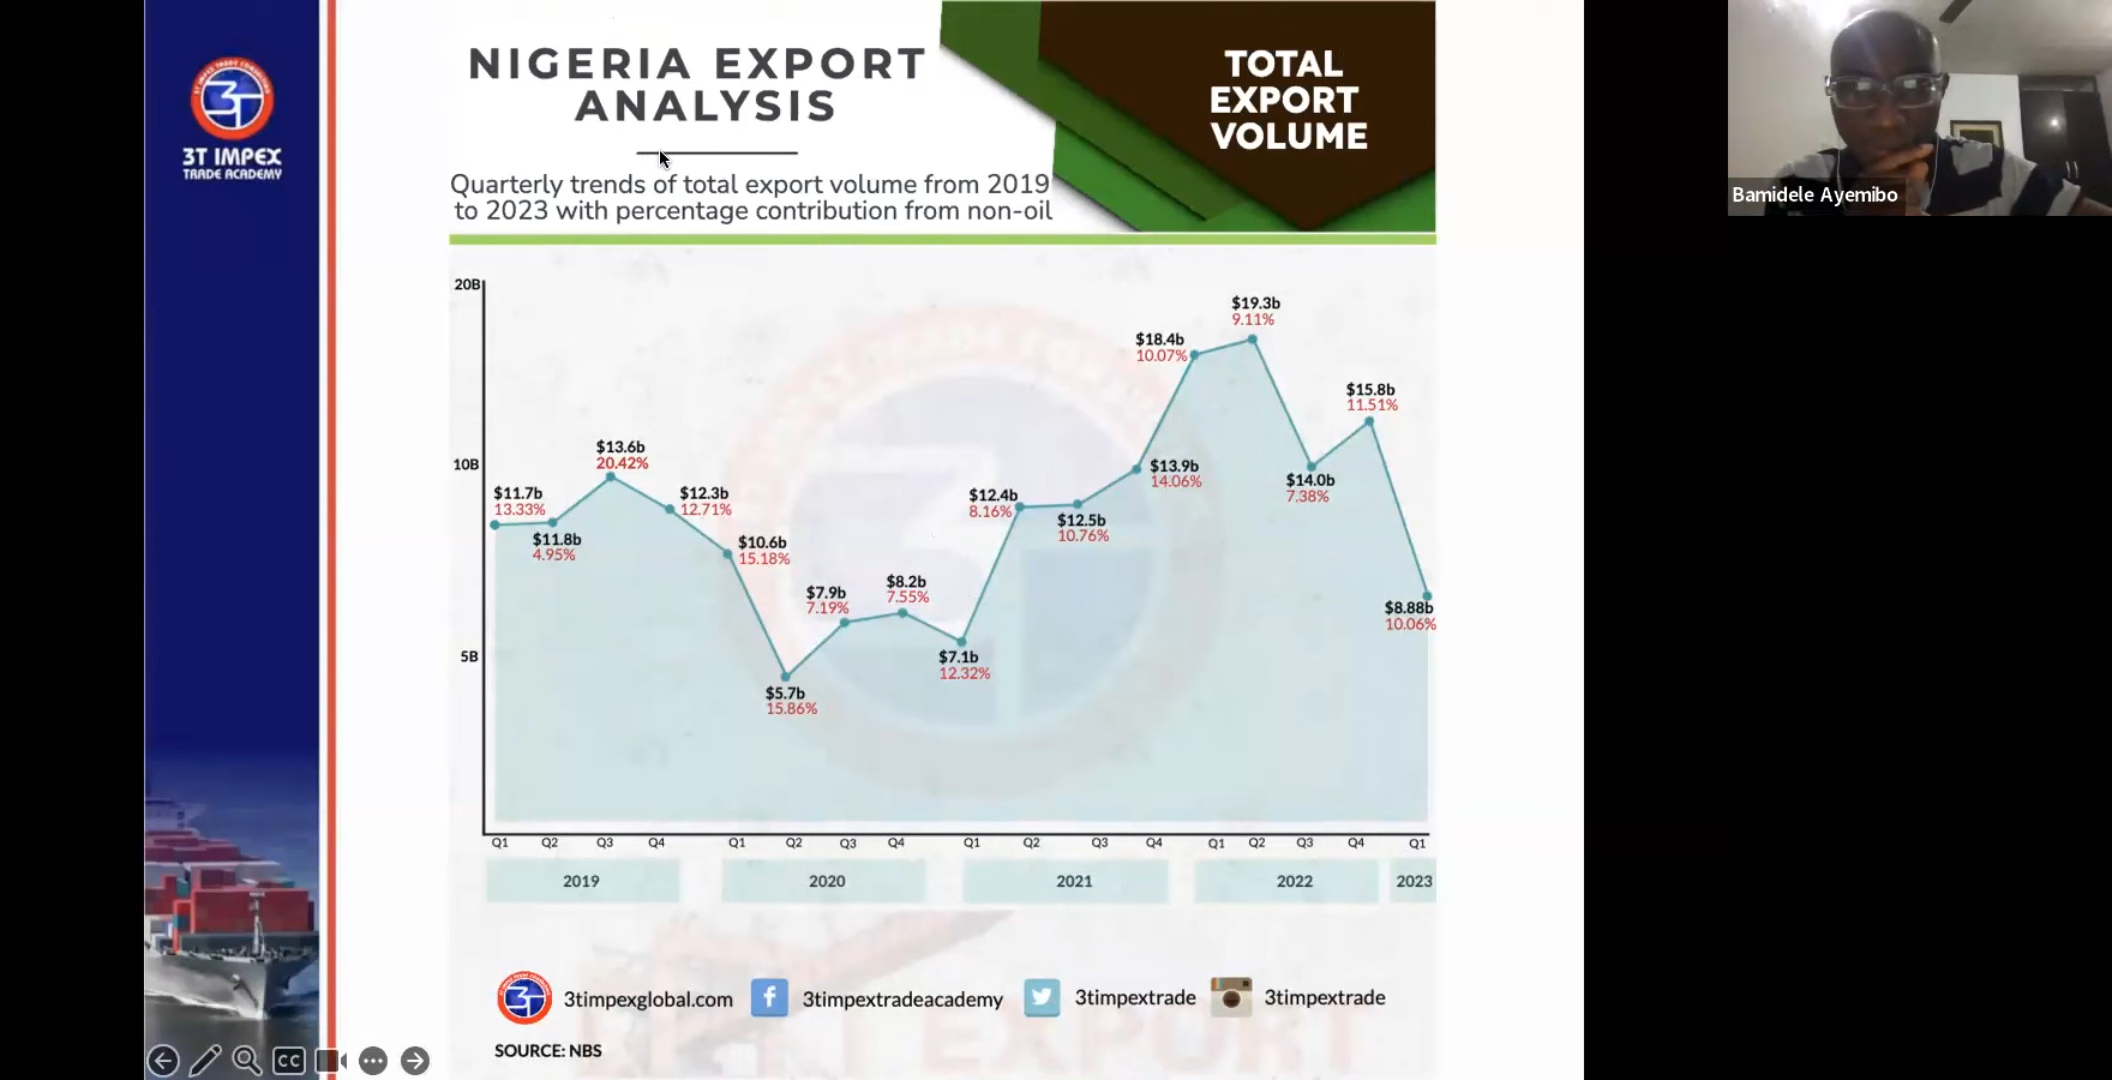 3T IMPEX
TRADE ACADEMY
NIGERIA EXPORT
ANALYSIS
Quarterly trends of total export volume from 2019
to 2023 with percentage contribution from non-oil
TOTAL
EXPORT
VOLUME
Bamidele Ayemibo
20B
10B
5B
$11.7b
13.33%
$11.8b
4.95%
$13.6b
20.42%
$12.3b
12.71%
$10.6b
15.18%
$5.7b
15.86%
$7.9b
7.19%
$8.2b
7.55%
$7.1b
12.32%
$12.4b
8.16%
$12.5b
10.76%
$13.9b
14.06%
$18.4b
10.07%
$19.3b
9.11%
$14.0b
7.38%
$15.8b
11.51%
$8.88b
10.06%
Q1 Q2 Q3 Q4 Q1 Q2 Q3 Q4 Q1 Q2 Q3 Q4 Q1 Q2 Q3 Q4 Q1
2019 2020 2021 2022 2023
3timpexglobal.com 3timpextradeacademy 3timpextrade 3timpextrade
SOURCE: NBS
CC